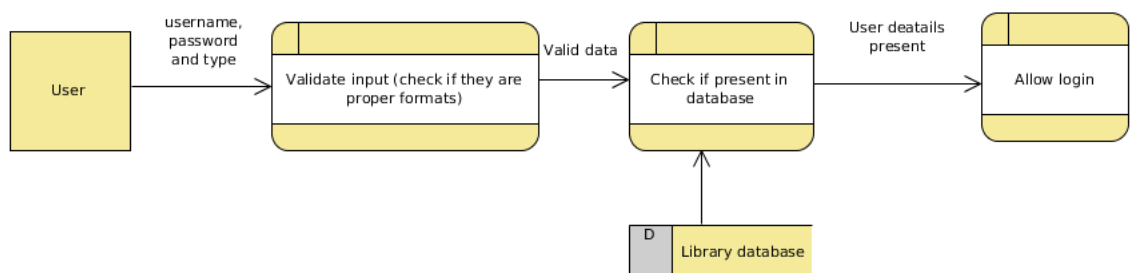 username,
password
and type
User
Validate input (check if they are
proper formats)
Valid data
Check if present in
database
User deatails
present
Allow login
D
Library database